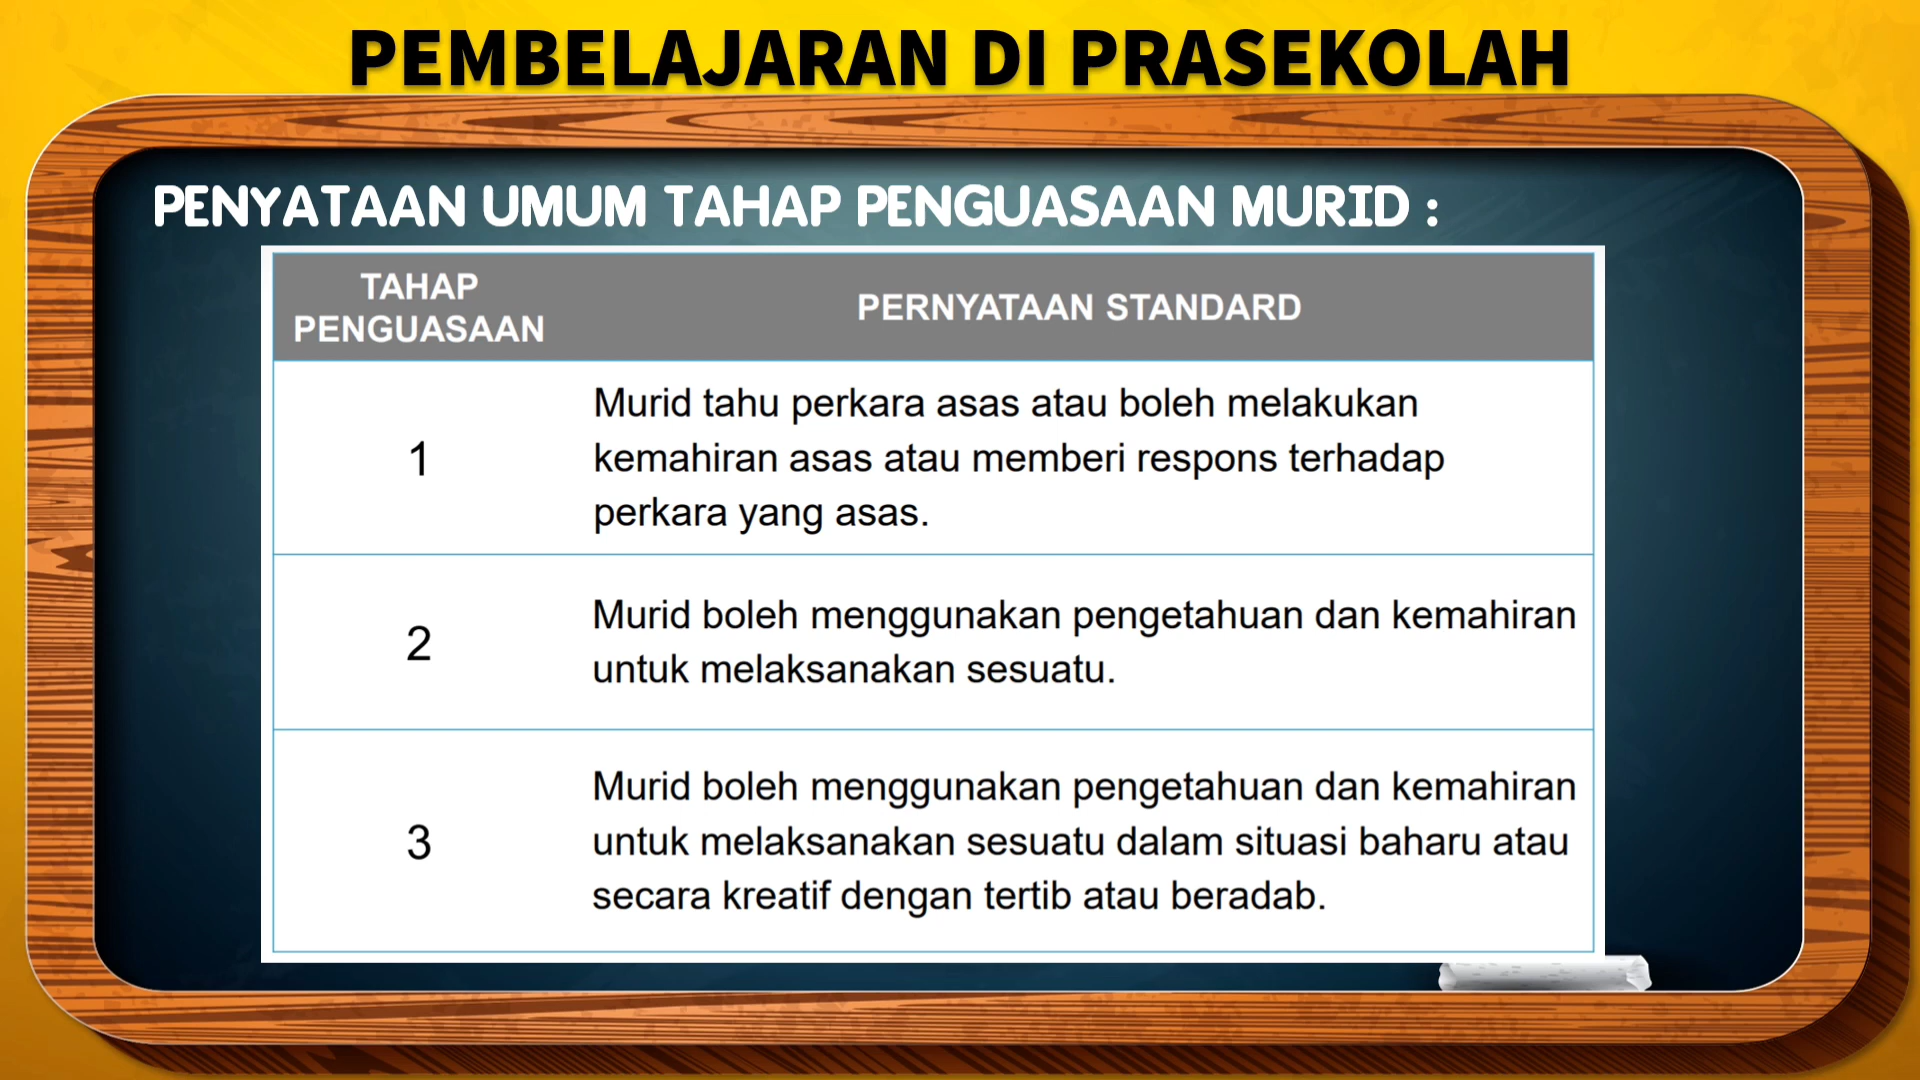 PEMBELAJARAN DI PRASEKOLAH
PENYATAAN UMUM TAHAP PENGUASAAN MURID :
TAHAP
PENGUASAAN
PERNYATAAN STANDARD
1
Murid tahu perkara asas atau boleh melakukan
kemahiran asas atau memberi respons terhadap
perkara yang asas.
2
Murid boleh menggunakan pengetahuan dan kemahiran
untuk melaksanakan sesuatu.
3
Murid boleh menggunakan pengetahuan dan kemahiran
untuk melaksanakan sesuatu dalam situasi baharu atau
secara kreatif dengan tertib atau beradab.